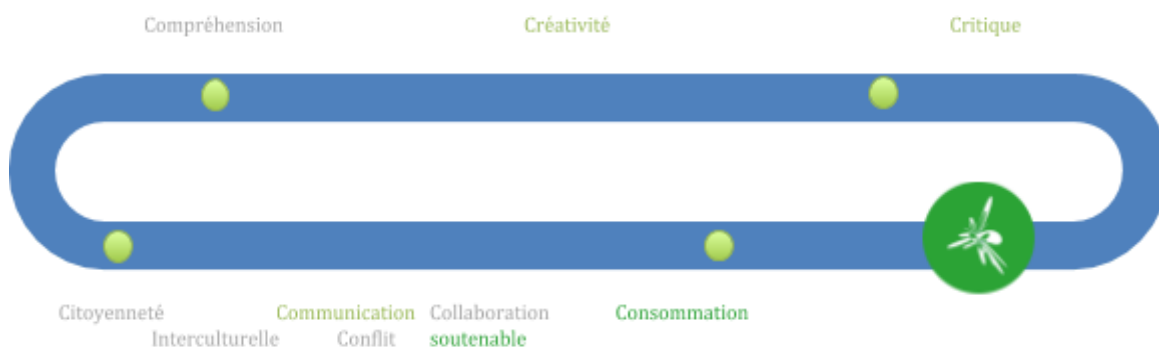 Compréhension Créativité Critique
Citoyenneté Communication Collaboration Consommation
Interculturelle Conflit soutenable